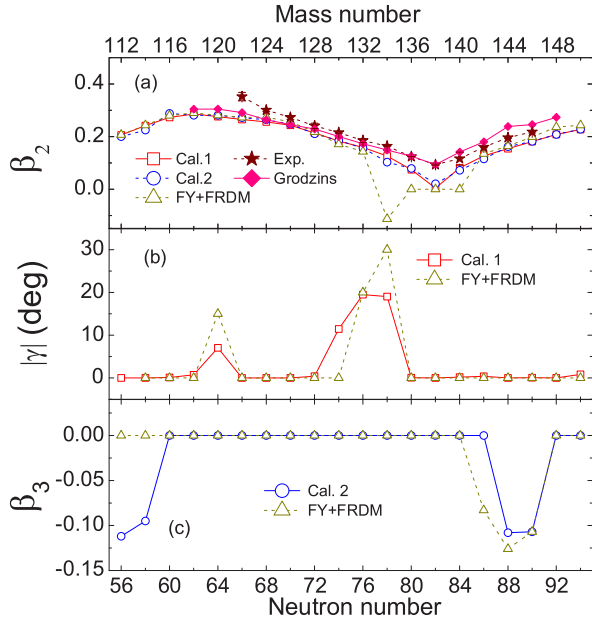 Mass number
112 116 120 124 128 132 136 140 144 148
(a)
0.4
0.2
0.0
β2
Cal.1
Cal.2
FY+FRDM
Exp.
Grodzins
(b)
30
20
10
0
|γ| (deg)
Cal. 1
FY+FRDM
0.00
-0.05
-0.10
-0.15
β3
Cal. 2
FY+FRDM
(c)
56 60 64 68 72 76 80 84 88 92
Neutron number